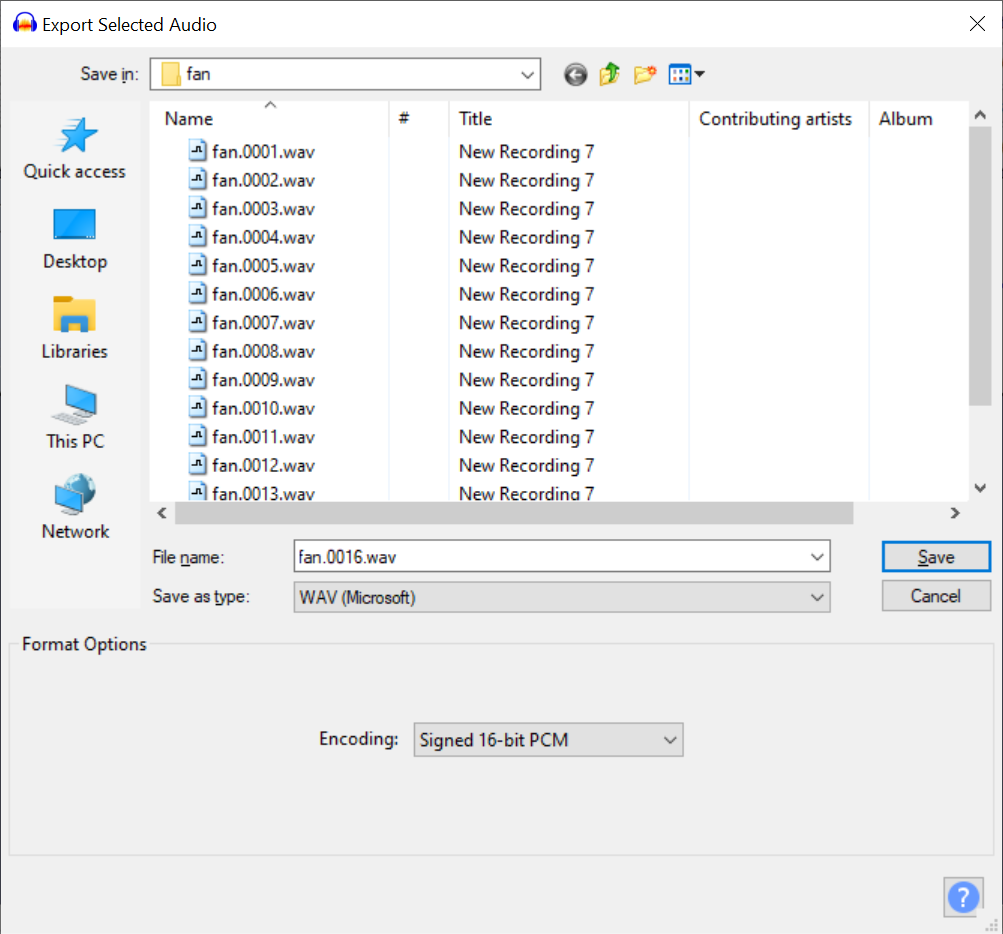 Export Selected Audio
Save in: fan
Name # Title Contributing artists Album
fan.0001.wav New Recording 7
fan.0002.wav New Recording 7
fan.0003.wav New Recording 7
fan.0004.wav New Recording 7
fan.0005.wav New Recording 7
fan.0006.wav New Recording 7
fan.0007.wav New Recording 7
fan.0008.wav New Recording 7
fan.0009.wav New Recording 7
fan.0010.wav New Recording 7
fan.0011.wav New Recording 7
fan.0012.wav New Recording 7
fan.0013.wav New Recording 7
Quick access
Desktop
Libraries
This PC
Network
File name: fan.0016.wav Save
Save as type: WAV (Microsoft) Cancel
Format Options
Encoding: Signed 16-bit PCM
?